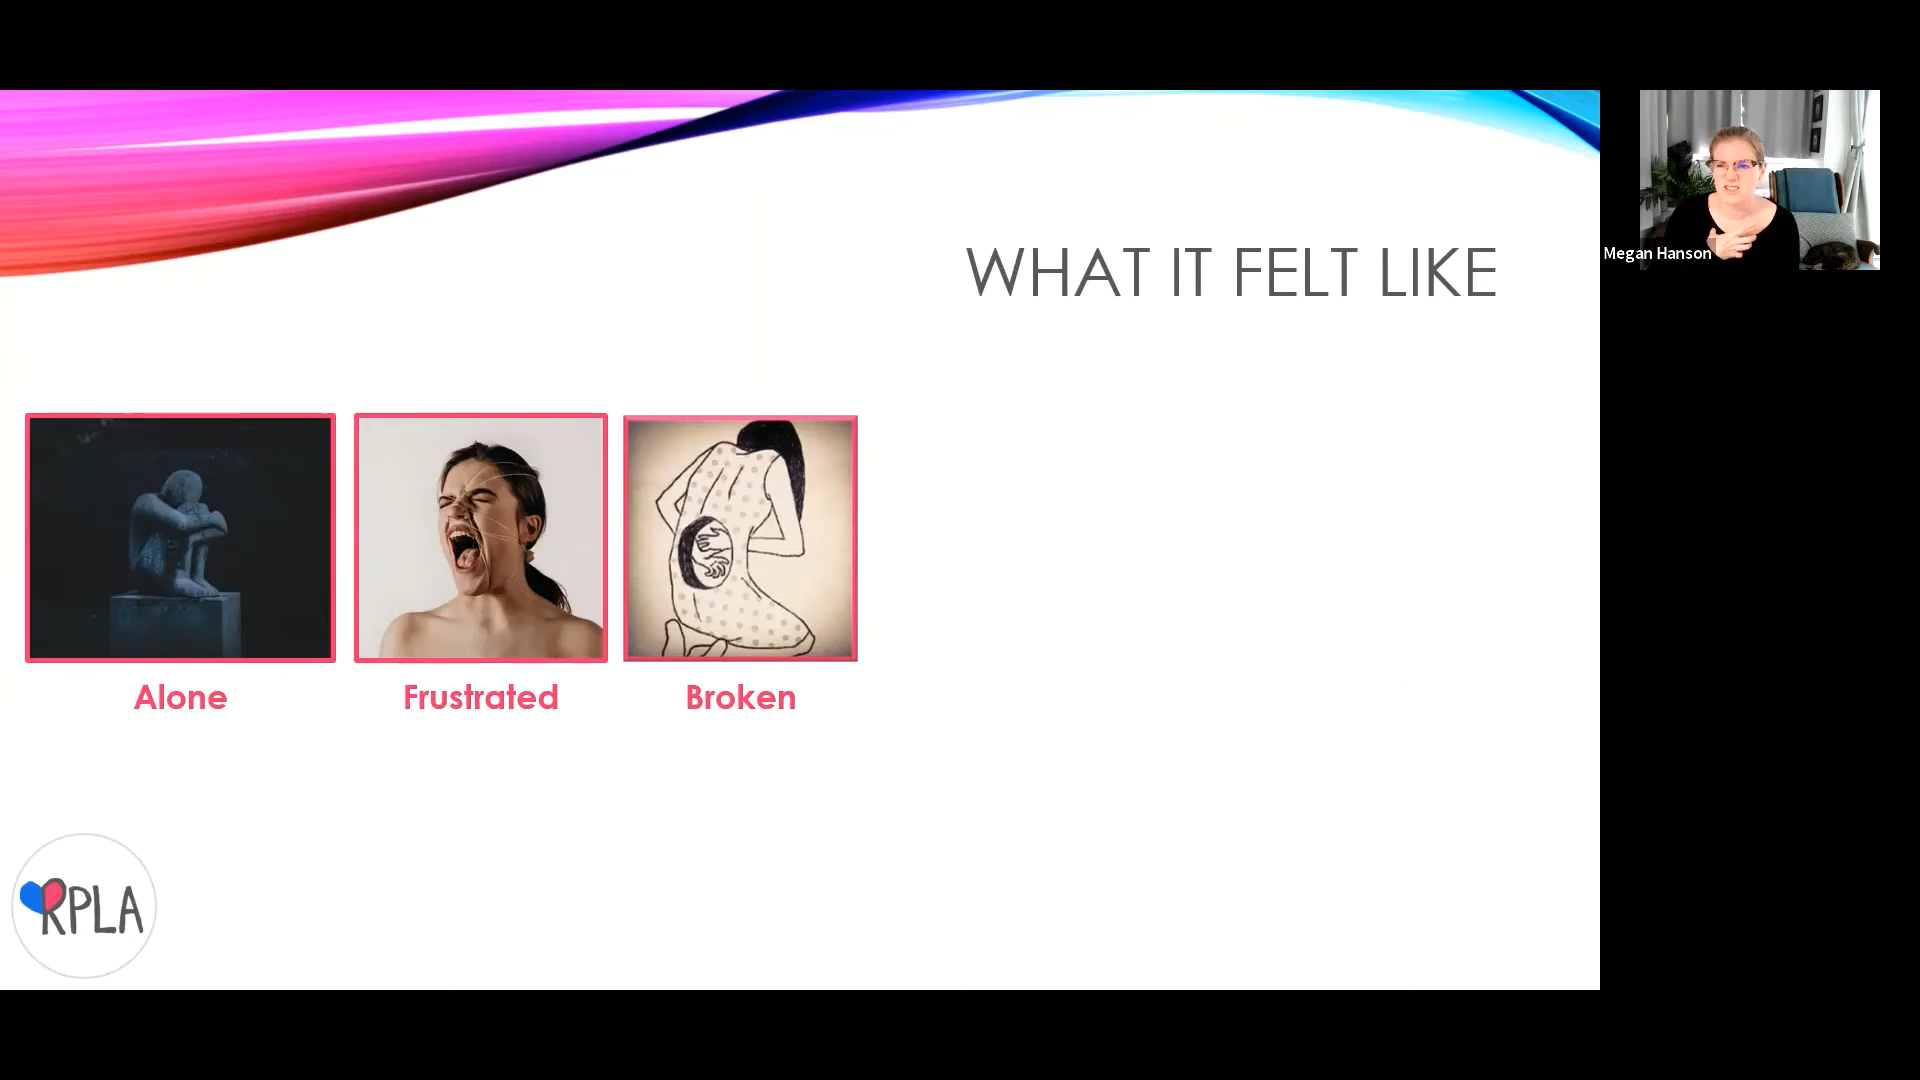 WHAT IT FELT LIKE
Megan Hanson
Alone
Frustrated
Broken
RPLA